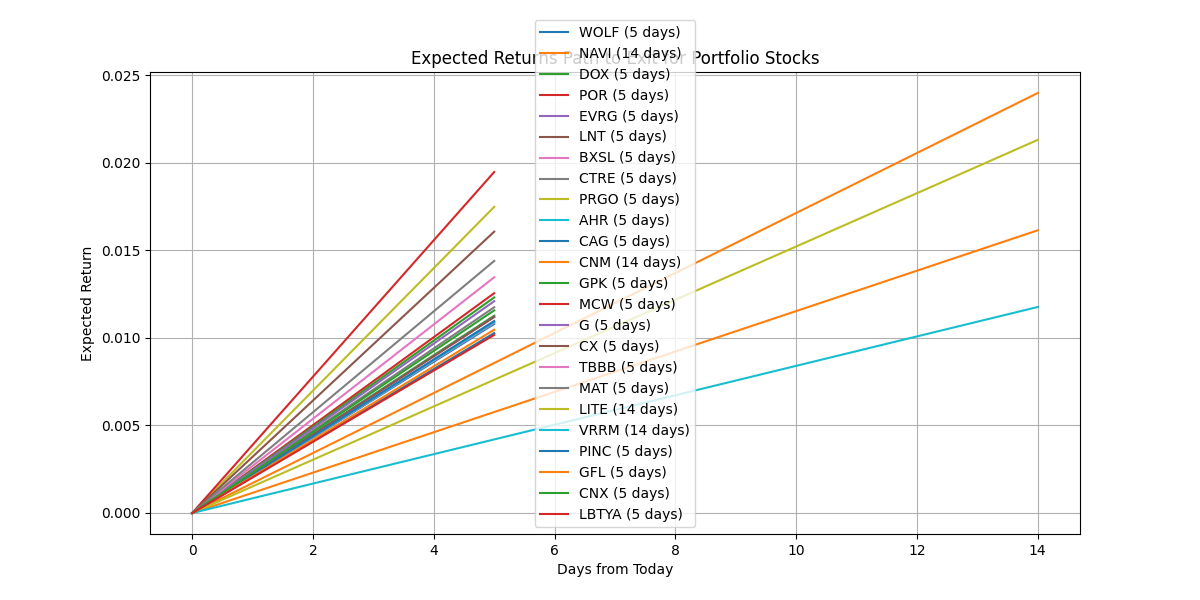 Expected Returns Path to Exit for Portfolio Stocks
WOLF (5 days)
NAVI (14 days)
DOX (5 days)
POR (5 days)
EVRG (5 days)
LNT (5 days)
BXSL (5 days)
CTRE (5 days)
PRGO (5 days)
AHR (5 days)
CAG (5 days)
CNM (14 days)
GPK (5 days)
MCW (5 days)
G (5 days)
CX (5 days)
TBBB (5 days)
MAT (5 days)
LITE (14 days)
VRRM (14 days)
PINC (5 days)
GFL (5 days)
CNX (5 days)
LBTYA (5 days)
Expected Return
0.025
0.020
0.015
0.010
0.005
0.000
0 2 4 6 8 10 12 14
Days from Today